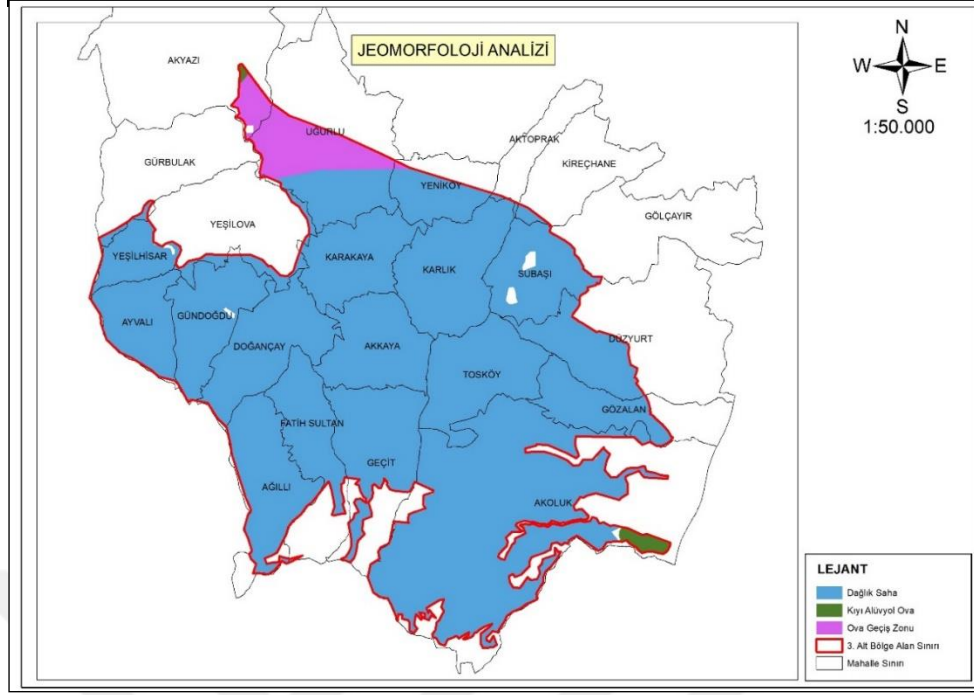 JEOMORFOLOJİ ANALİZİ
N
W E
S
1:50.000
AKYAZI
UĞURLU
AKTOPRAK
KİREÇHANE
GÜRBULAK
YENİKÖY
GÖLÇAYIR
YEŞİLOVA
YEŞİLHİSAR
KARAKAYA
KARLIK
SUBAŞI
AYVALI
GÜNDOĞDU
DOĞANÇAY
AKKAYA
DÜZYURT
TOSKÖY
GÖZALAN
FATİH SULTAN
GEÇİT
AĞILLI
AKOLUK
LEJANT
Dağlık Saha
Kıyı Alüvyol Ova
Ova Geçiş Zonu
3. Alt Bölge Alan Sınırı
Mahalle Sınırı